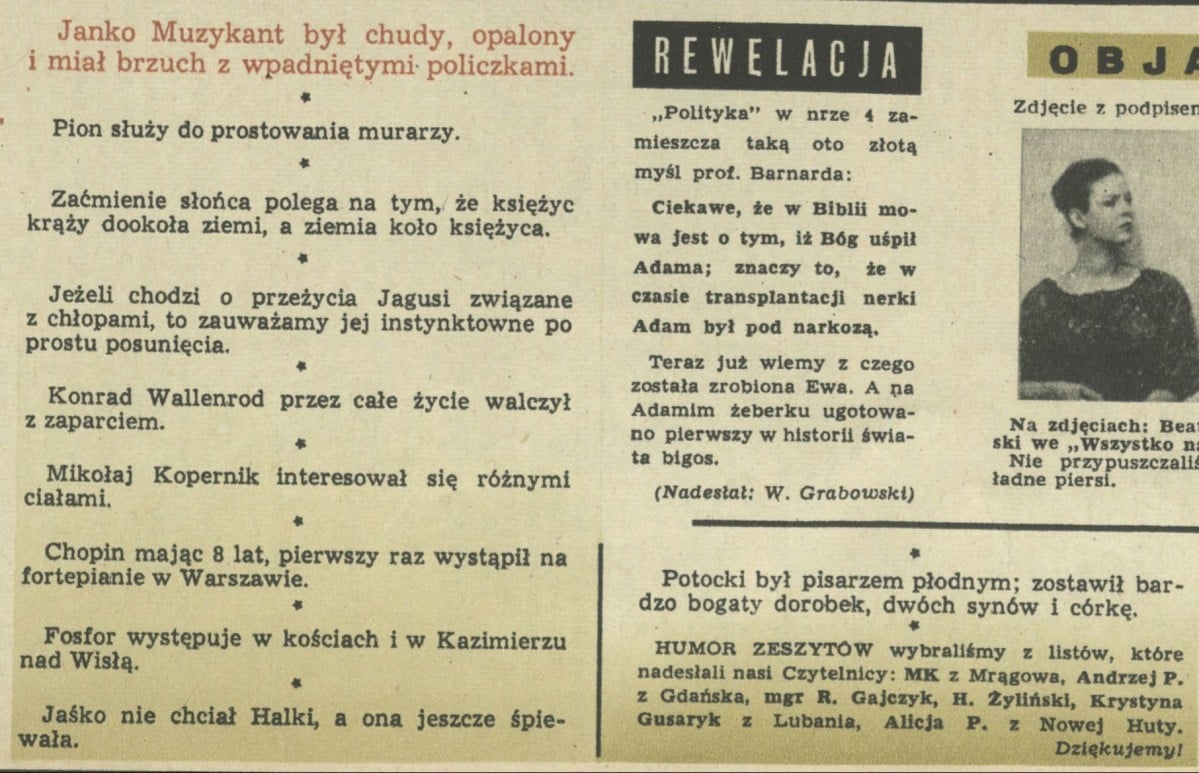 Janko Muzykant był chudy, opalony
i miał brzuch z wpadniętymi policzkami.
Pion służy do prostowania murarzy.
Zaćmienie słońca polega na tym, że księżyc
krąży dookoła ziemi, a ziemia koło księżyca.
Jeżeli chodzi o przeżycia Jagusi związane
z chłopami, to zauważamy jej instynktowne po
prostu posunięcia.
Konrad Wallenrod przez całe życie walczył
z zaparciem.
Mikołaj Kopernik interesował się różnymi
ciałami.
Chopin mając 8 lat, pierwszy raz wystąpił na
fortepianie w Warszawie.
Fosfor występuje w kościach i w Kazimierzu
nad Wisłą.
Jaśko nie chciał Halki, a ona jeszcze śpie-
wała.
REWELACJA
„Polityka" w nrze 4 za-
mieszcza taką oto złotą
myśl prof. Barnarda:
Ciekawe, że w Biblii mo-
wa jest o tym, iż Bóg uśpił
Adama; znaczy to, że w
czasie transplantacji nerki
Adam był pod narkozą.
Teraz już wiemy z czego
została zrobiona Ewa. A na
Adamim żeberku ugotowa-
no pierwszy w historii świa-
ta bigos.
(Nadesłał: W. Grabowski)
OBJA
Zdjęcie z podpisem
Na zdjęciach: Beat
ski we „Wszystko na
Nie przypuszczaliś
ładne piersi.
Potocki był pisarzem płodnym; zostawił bar-
dzo bogaty dorobek, dwóch synów i córkę.
HUMOR ZESZYTÓW wybraliśmy z listów, które
nadesłali nasi Czytelnicy: MK z Mrągowa, Andrzej P.
z Gdańska, mgr R. Gajczyk, H. Żyliński, Krystyna
Gusaryk z Lubania, Alicja P. z Nowej Huty.
Dziękujemy!